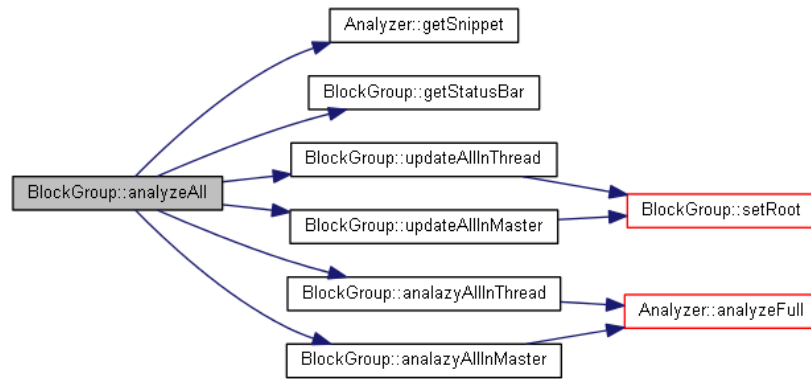 Analyzer::getSnippet
BlockGroup::getStatusBar
BlockGroup::updateAllInThread
BlockGroup::analyzeAll
BlockGroup::setRoot
BlockGroup::updateAllInMaster
BlockGroup::analazyAllInThread
Analyzer::analyzeFull
BlockGroup::analazyAllInMaster